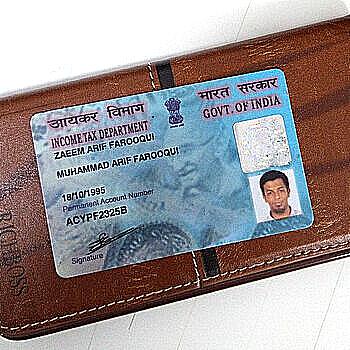 आयकर विभाग
भारत सरकार
INCOME TAX DEPARTMENT
GOVT. OF INDIA
ZAEEM ARIF FAROOQUI
MUHAMMAD ARIF FAROOQUI
18/10/1995
Permanent Account Number
ACYPF2325B
Signature